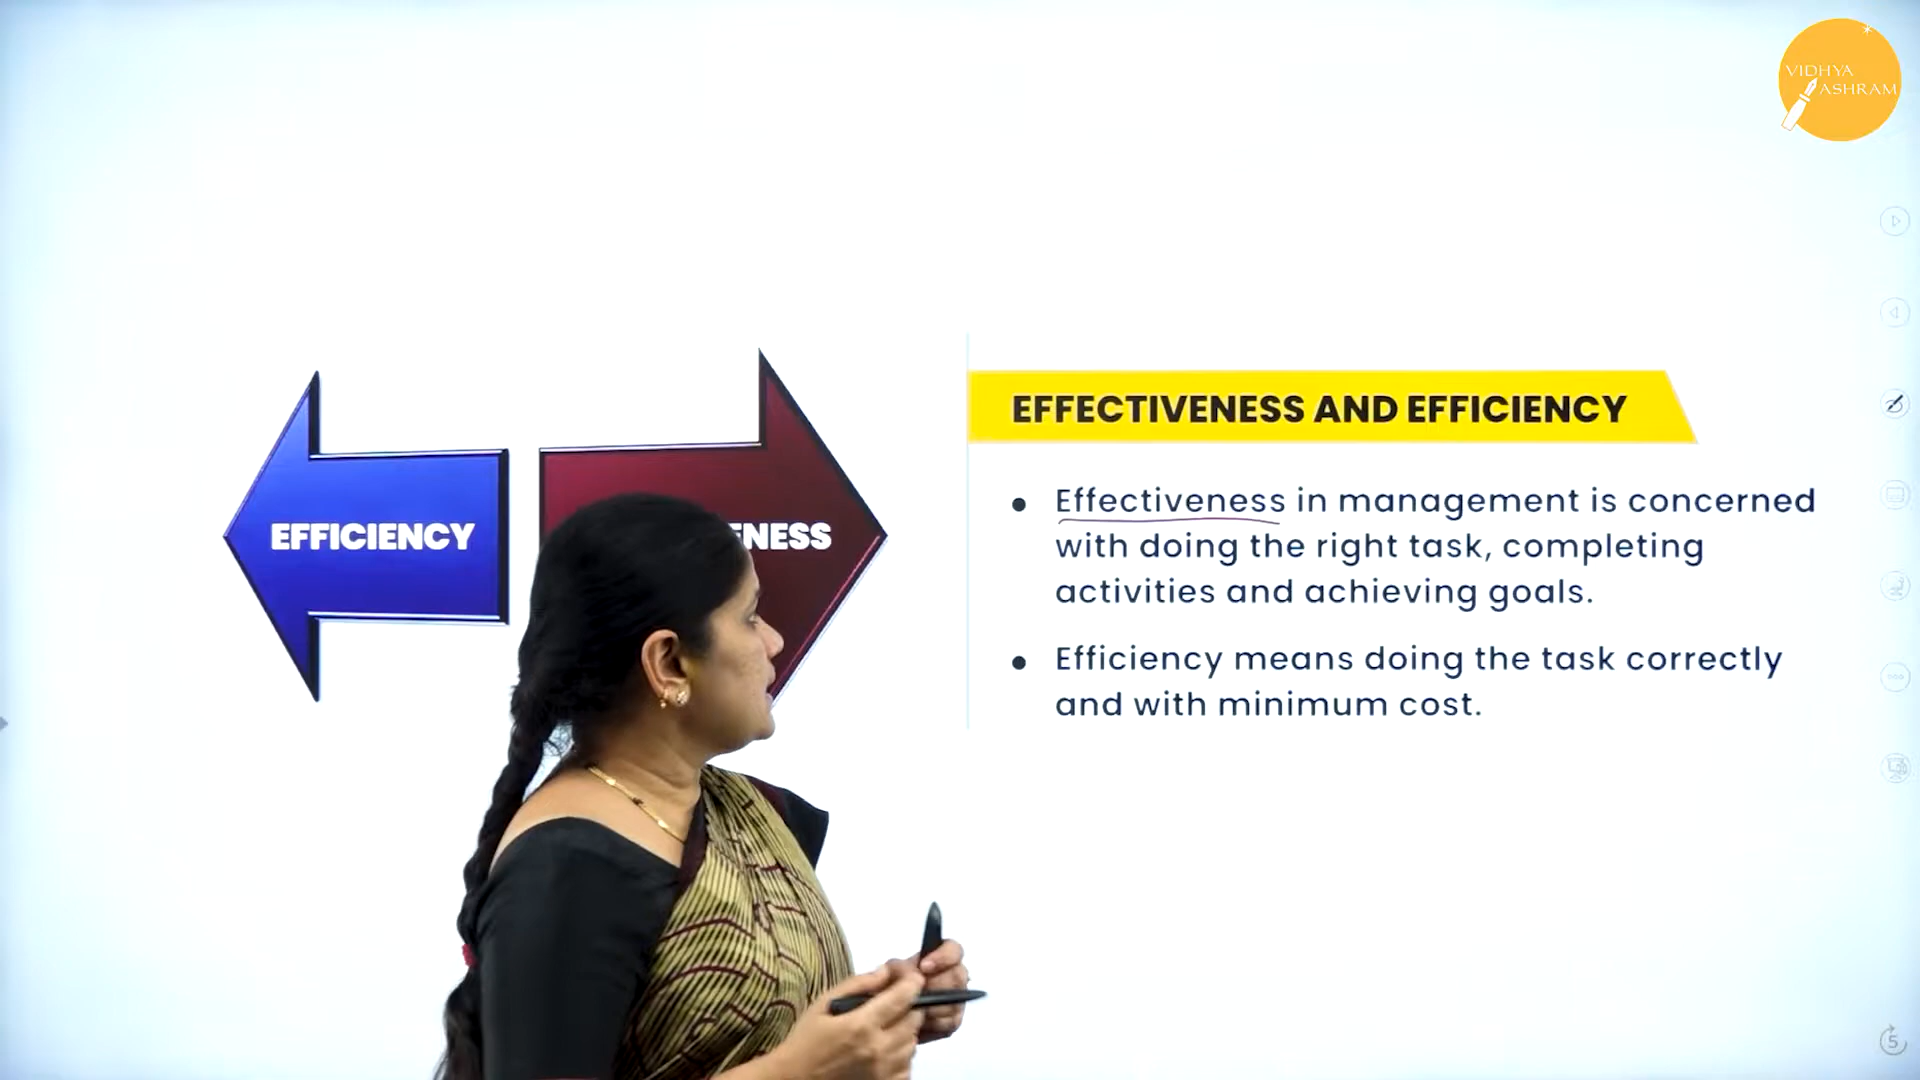 VIDHYA
ASHRAM
EFFICIENCY
EFFECTIVENESS AND EFFICIENCY
• Effectiveness in management is concerned
with doing the right task, completing
activities and achieving goals.
• Efficiency means doing the task correctly
and with minimum cost.
5